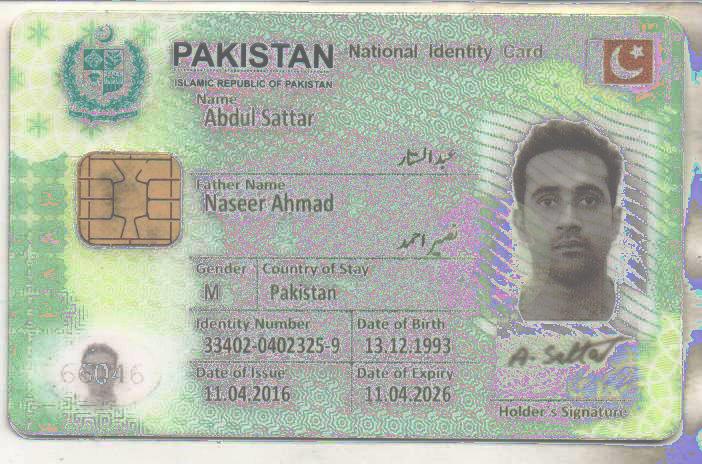 PAKISTAN National Identity Card
ISLAMIC REPUBLIC OF PAKISTAN
Name
Abdul Sattar
عبدالستار
Father Name
Naseer Ahmad
نصیر احمد
Gender Country of Stay
M Pakistan
Identity Number Date of Birth
33402-0402325-9 13.12.1993
Date of Issue Date of Expiry
11.04.2016 11.04.2026
A. Sattar
Holder's Signature